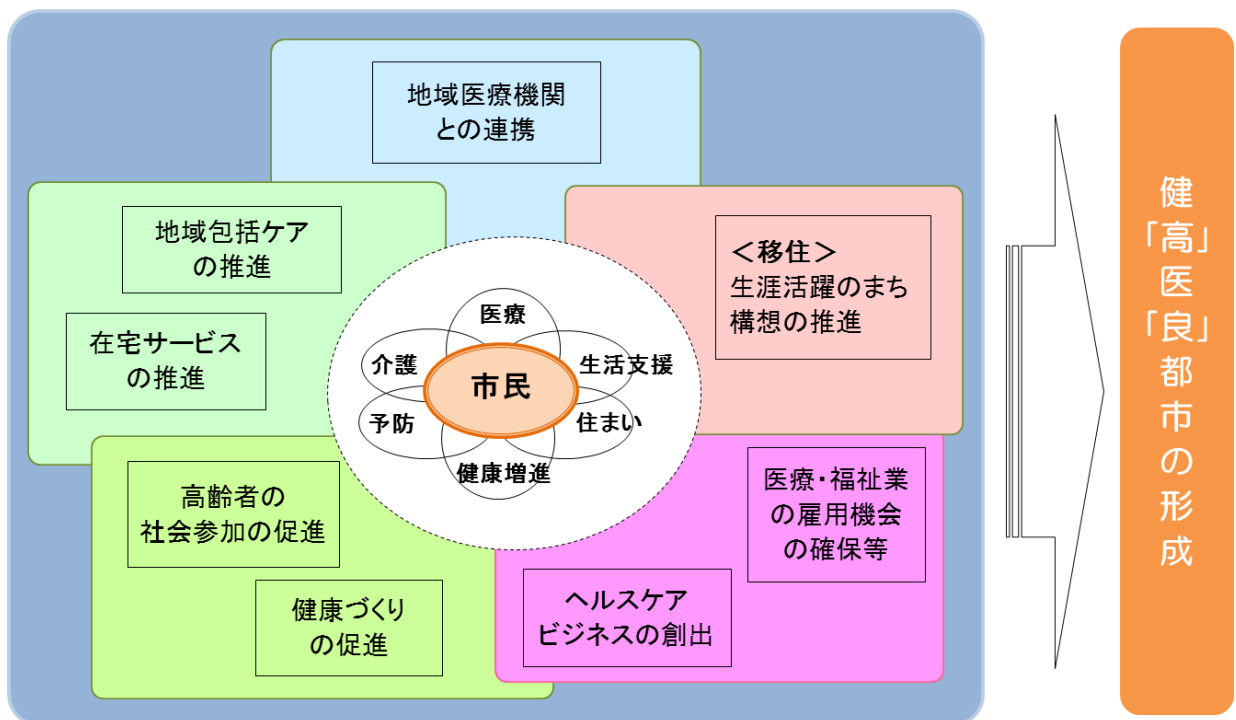 地域医療機関
との連携
地域包括ケア
の推進
在宅サービス
の推進
＜移住＞
生涯活躍のまち
構想の推進
医療
介護
生活支援
市民
予防
住まい
健康増進
高齢者の
社会参加の促進
健康づくり
の促進
医療・福祉業
の雇用機会
の確保等
ヘルスケア
ビジネスの創出
健「高」医「良」都市の形成